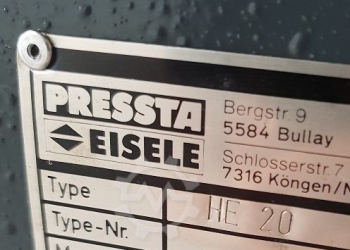 PRESSTA
EISELE
Bergstr. 9
5584 Bullay
Schlosserstr. 7
7316 Köngen/N
Type HE 20
Type-Nr.